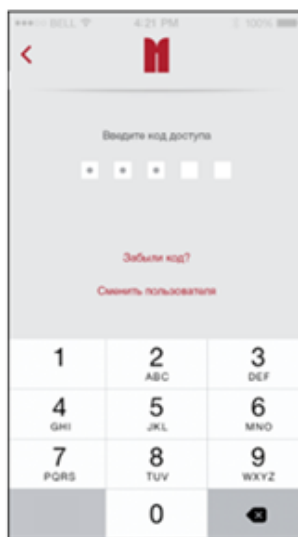 BELL 4:21 PM 100%
Введите код доступа
Забыли код?
Сменить пользователя
1 2 3
ABC DEF
4 5 6
GHI JKL MNO
7 8 9
PQRS TUV WXYZ
0